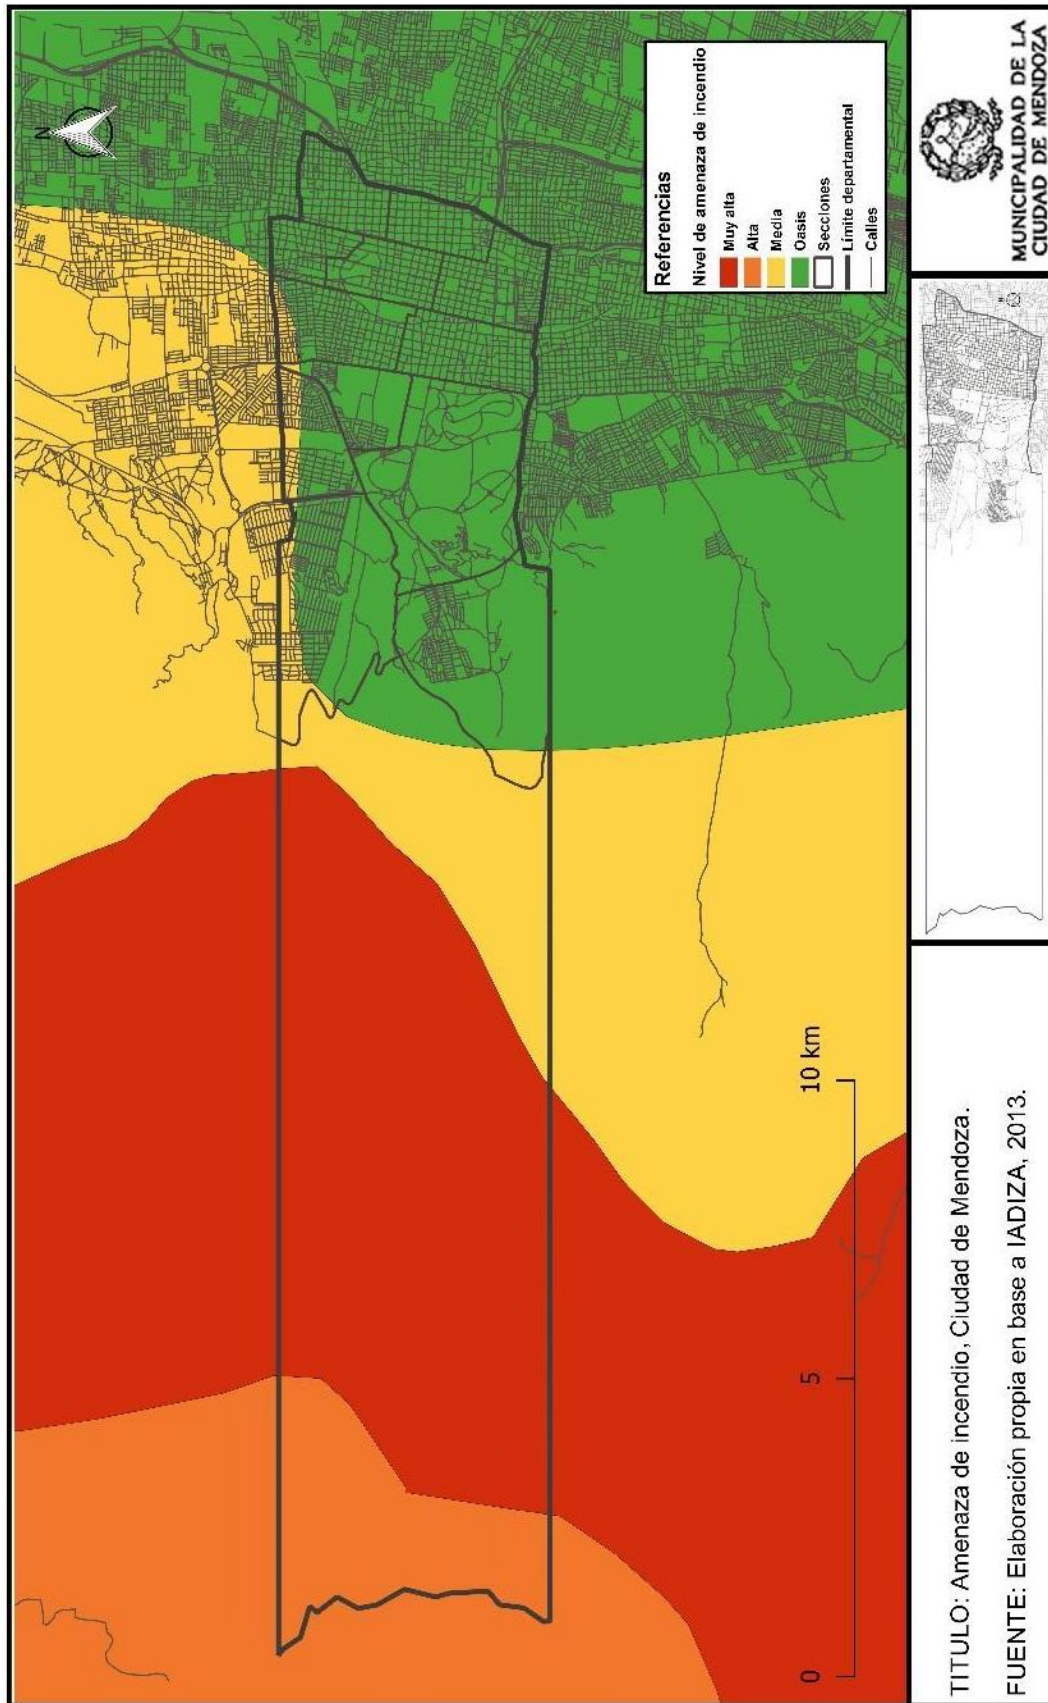 N
Referencias
Nivel de amenaza de incendio
Muy alta
Alta
Media
Oasis
Secciones
Límite departamental
Calles
0 5 10 km
TITULO: Amenaza de incendio, Ciudad de Mendoza.
FUENTE: Elaboración propia en base a IADIZA, 2013.
MUNICIPALIDAD DE LA
CIUDAD DE MENDOZA